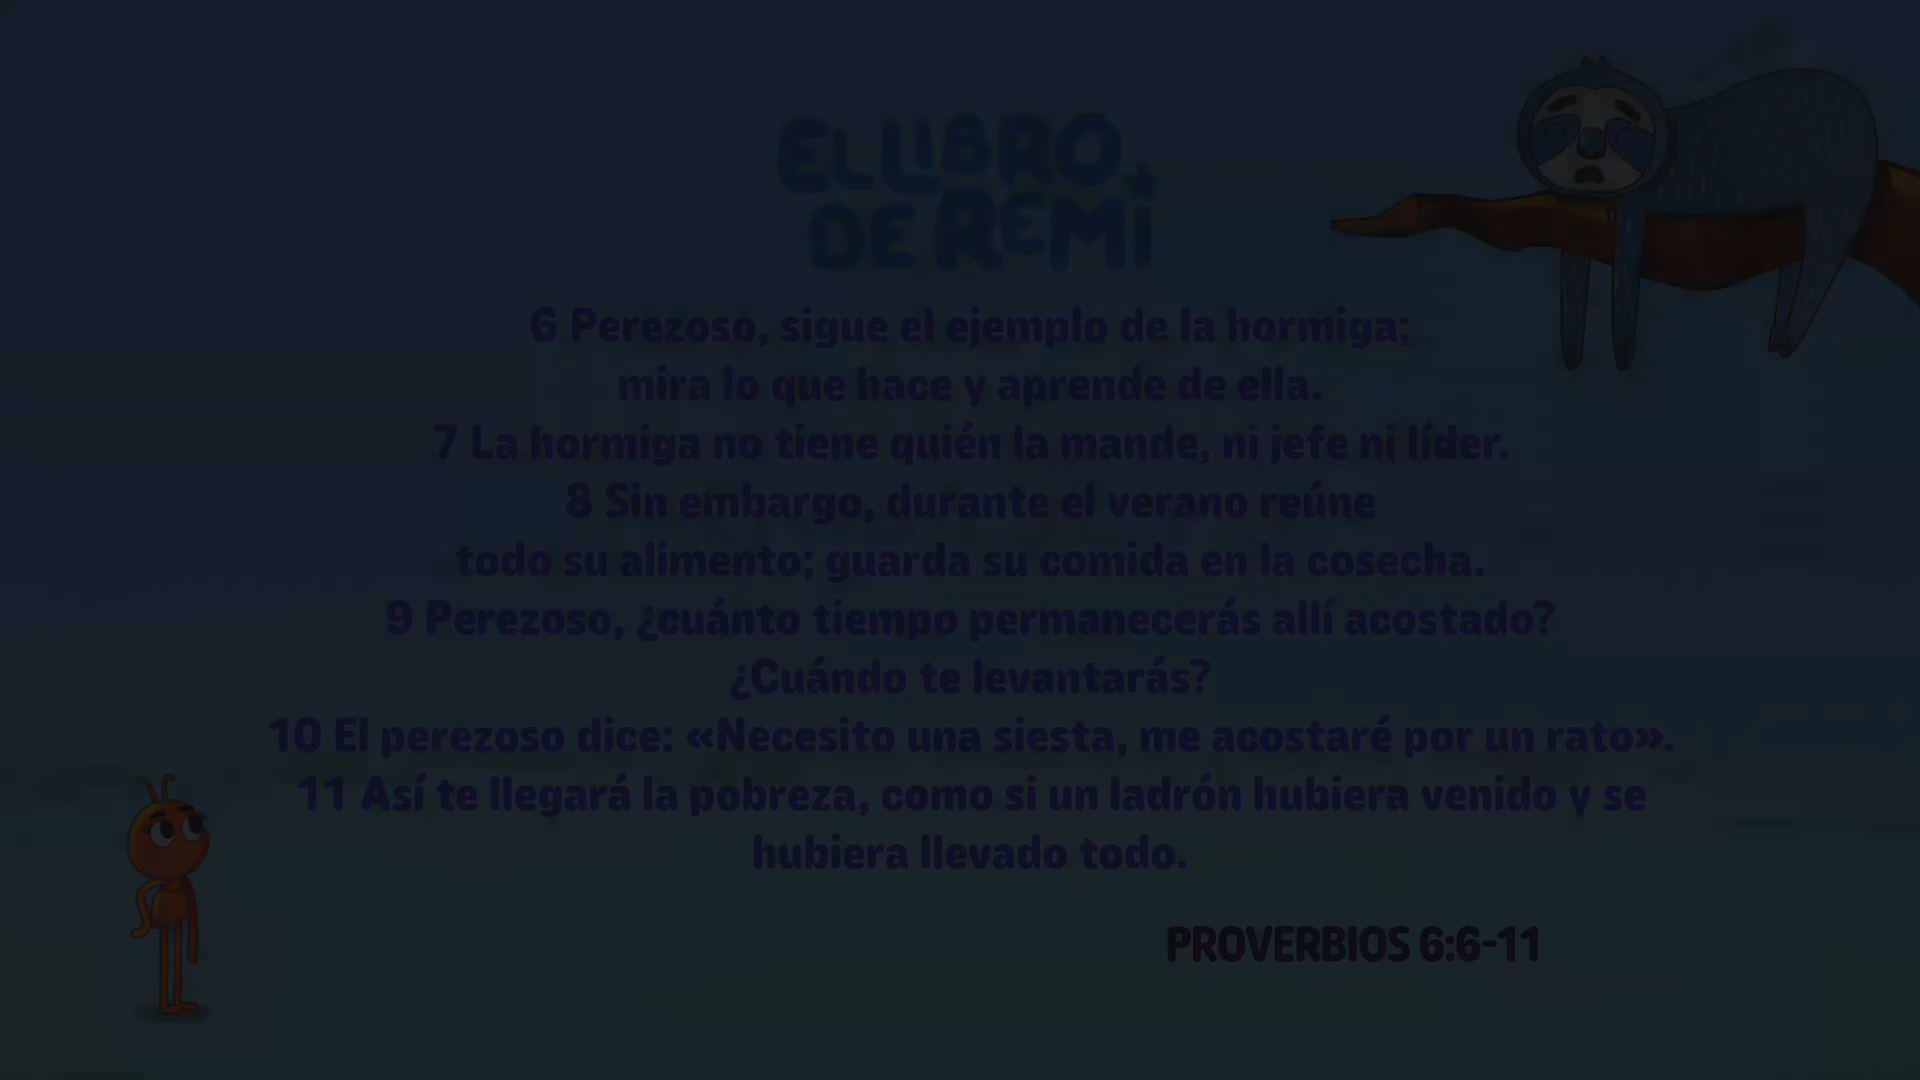 EL LIBRO
DE REMI
6 Perezoso, sigue el ejemplo de la hormiga;
mira lo que hace y aprende de ella.
7 La hormiga no tiene quién la mande, ni jefe ni líder.
8 Sin embargo, durante el verano reúne
todo su alimento; guarda su comida en la cosecha.
9 Perezoso, ¿cuánto tiempo permanecerás allí acostado?
¿Cuándo te levantarás?
10 El perezoso dice: «Necesito una siesta, me acostaré por un rato».
11 Así te llegará la pobreza, como si un ladrón hubiera venido y se
hubiera llevado todo.
PROVERBIOS 6:6-11